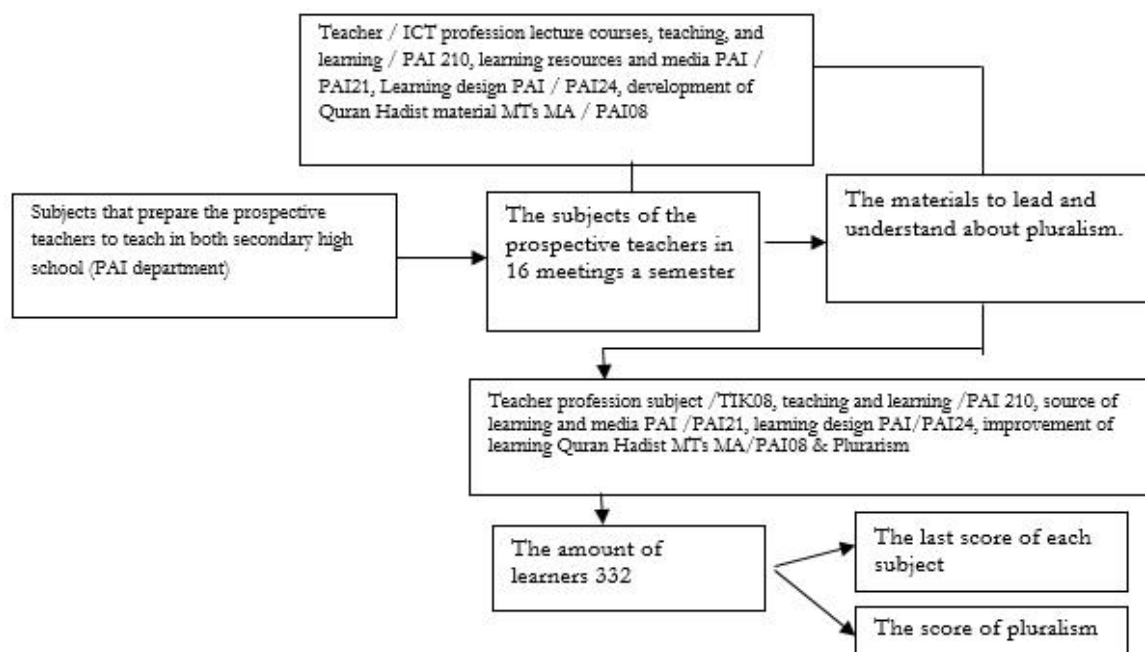 Teacher / ICT profession lecture courses, teaching, and
learning / PAI 210, learning resources and media PAI /
PAI21, Learning design PAI / PAI24, development of
Quran Hadist material MTs MA / PAI08
Subjects that prepare the prospective
teachers to teach in both secondary high
school (PAI department)
The subjects of the
prospective teachers in
16 meetings a semester
The materials to lead and
understand about pluralism.
Teacher profession subject /TIK08, teaching and learning /PAI 210, source of
learning and media PAI /PAI21, learning design PAI/PAI24, improvement of
learning Quran Hadist MTs MA/PAI08 & Plurarism
The amount of
learners 332
The last score of each
subject
The score of pluralism